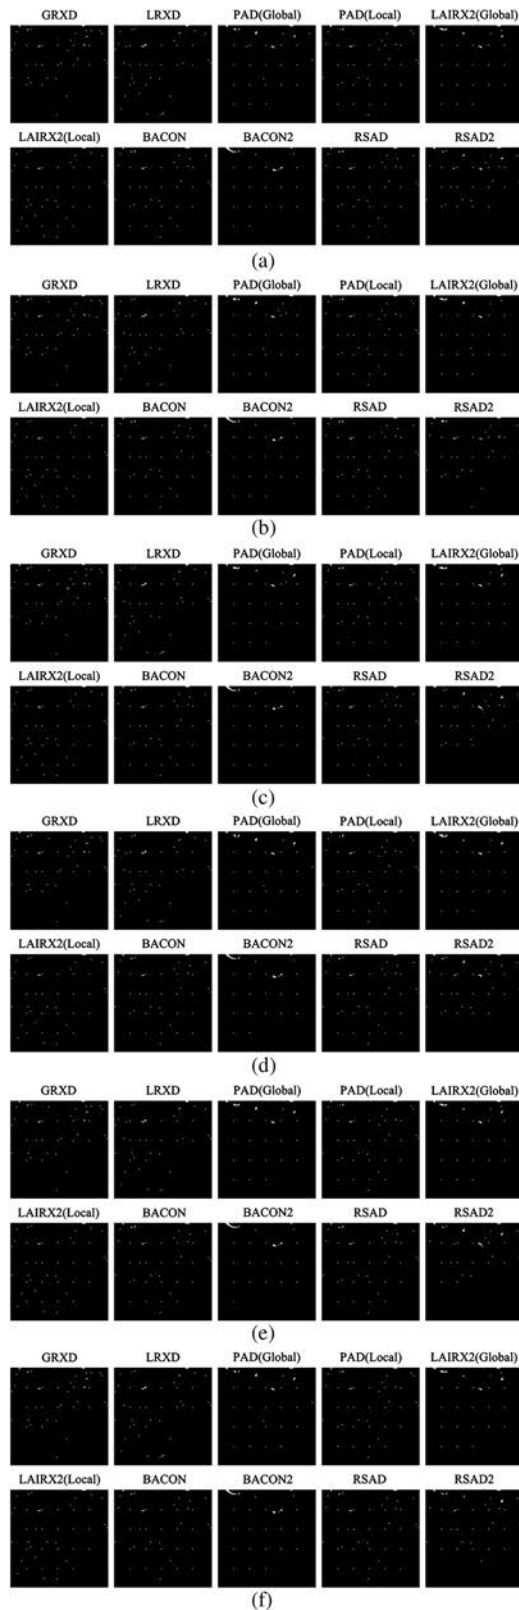 GRXD LRXD PAD(Global) PAD(Local) LAIRX2(Global)
LAIRX2(Local) BACON BACON2 RSAD RSAD2
(a)
GRXD LRXD PAD(Global) PAD(Local) LAIRX2(Global)
LAIRX2(Local) BACON BACON2 RSAD RSAD2
(b)
GRXD LRXD PAD(Global) PAD(Local) LAIRX2(Global)
LAIRX2(Local) BACON BACON2 RSAD RSAD2
(c)
GRXD LRXD PAD(Global) PAD(Local) LAIRX2(Global)
LAIRX2(Local) BACON BACON2 RSAD RSAD2
(d)
GRXD LRXD PAD(Global) PAD(Local) LAIRX2(Global)
LAIRX2(Local) BACON BACON2 RSAD RSAD2
(e)
GRXD LRXD PAD(Global) PAD(Local) LAIRX2(Global)
LAIRX2(Local) BACON BACON2 RSAD RSAD2
(f)